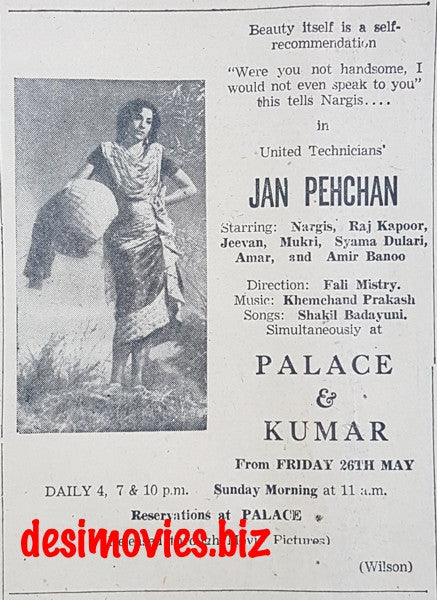 Beauty itself is a self-
recommendation
"Were you not handsome, I
would not even speak to you"
this tells Nargis....
in
United Technicians'
JAN PEHCHAN
Starring: Nargis, Raj Kapoor,
Jeevan, Mukri, Syama Dulari,
Amar, and Amir Banoo
Direction: Fali Mistry.
Music: Khemchand Prakash
Songs: Shakil Badayuni.
Simultaneously at
PALACE
&
KUMAR
From FRIDAY 26TH MAY
DAILY 4, 7 & 10 p.m. Sunday Morning at 11 a.m.
Reservations at PALACE
desimovies.biz
Pictures)
(Wilson)